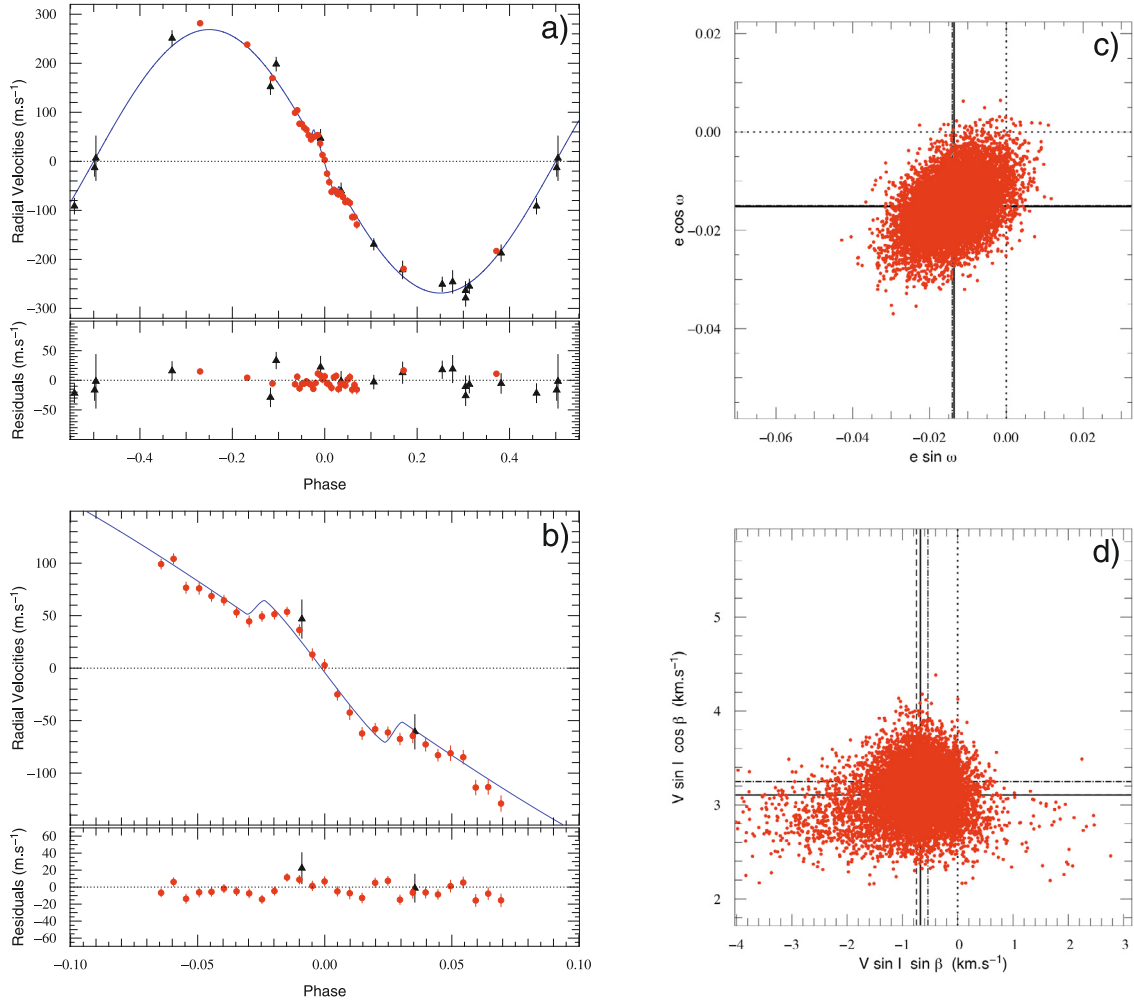 a)
300
200
100
0
−100
−200
−300
Radial Velocities (m.s⁻¹)
50
0
−50
Residuals (m.s⁻¹)
−0.4 −0.2 0.0 0.2 0.4
Phase
c)
0.02
0.00
−0.02
−0.04
e cos ω
−0.06 −0.04 −0.02 0.00 0.02
e sin ω
b)
100
50
0
−50
−100
Radial Velocities (m.s⁻¹)
60
40
20
0
−20
−40
−60
Residuals (m.s⁻¹)
−0.10 −0.05 0.00 0.05 0.10
Phase
d)
5
4
3
2
V sin I cos β (km.s⁻¹)
−4 −3 −2 −1 0 1 2 3
V sin I sin β (km.s⁻¹)